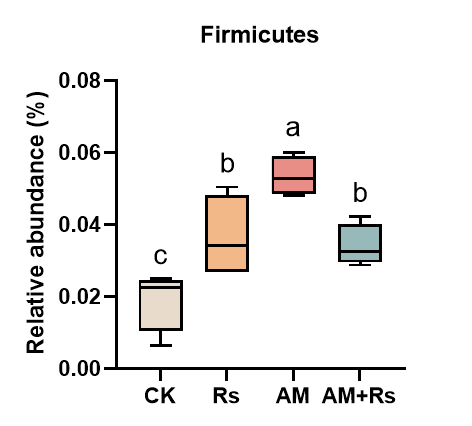 Firmicutes
Relative abundance (%)
0.08
0.06
0.04
0.02
0.00
c
b
a
b
CK Rs AM AM+Rs